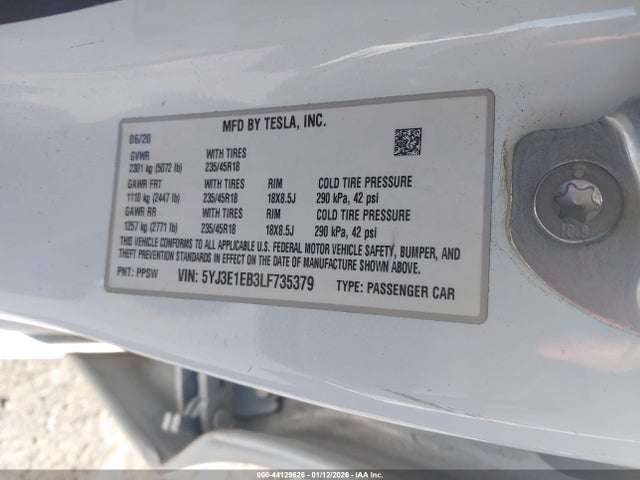 MFD BY TESLA, INC.
06/20
GVWR WITH TIRES
2301 kg (5072 lb) 235/45R18
GAWR FRT WITH TIRES RIM COLD TIRE PRESSURE
1110 kg (2447 lb) 235/45R18 18X8.5J 290 kPa, 42 psi
GAWR RR WITH TIRES RIM COLD TIRE PRESSURE
1257 kg (2771 lb) 235/45R18 18X8.5J 290 kPa, 42 psi
THIS VEHICLE CONFORMS TO ALL APPLICABLE U.S. FEDERAL MOTOR VEHICLE SAFETY, BUMPER, AND
THEFT PREVENTION STANDARDS IN EFFECT ON THE DATE OF MANUFACTURE SHOWN ABOVE.
PNT: PPSW VIN: 5YJ3E1EB3LF735379 TYPE: PASSENGER CAR
10.9
000-44129626 - 01/12/2026 - IAA Inc.